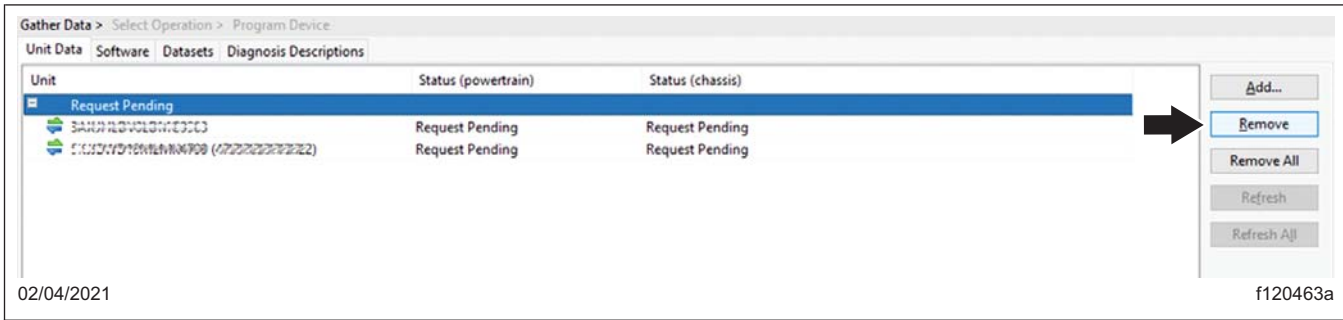 Gather Data > Select Operation > Program Device
Unit Data Software Datasets Diagnosis Descriptions
Unit Status (powertrain) Status (chassis)
Request Pending
Request Pending Request Pending
Request Pending Request Pending
Add...
Remove
Remove All
Refresh
Refresh All
02/04/2021 f120463a